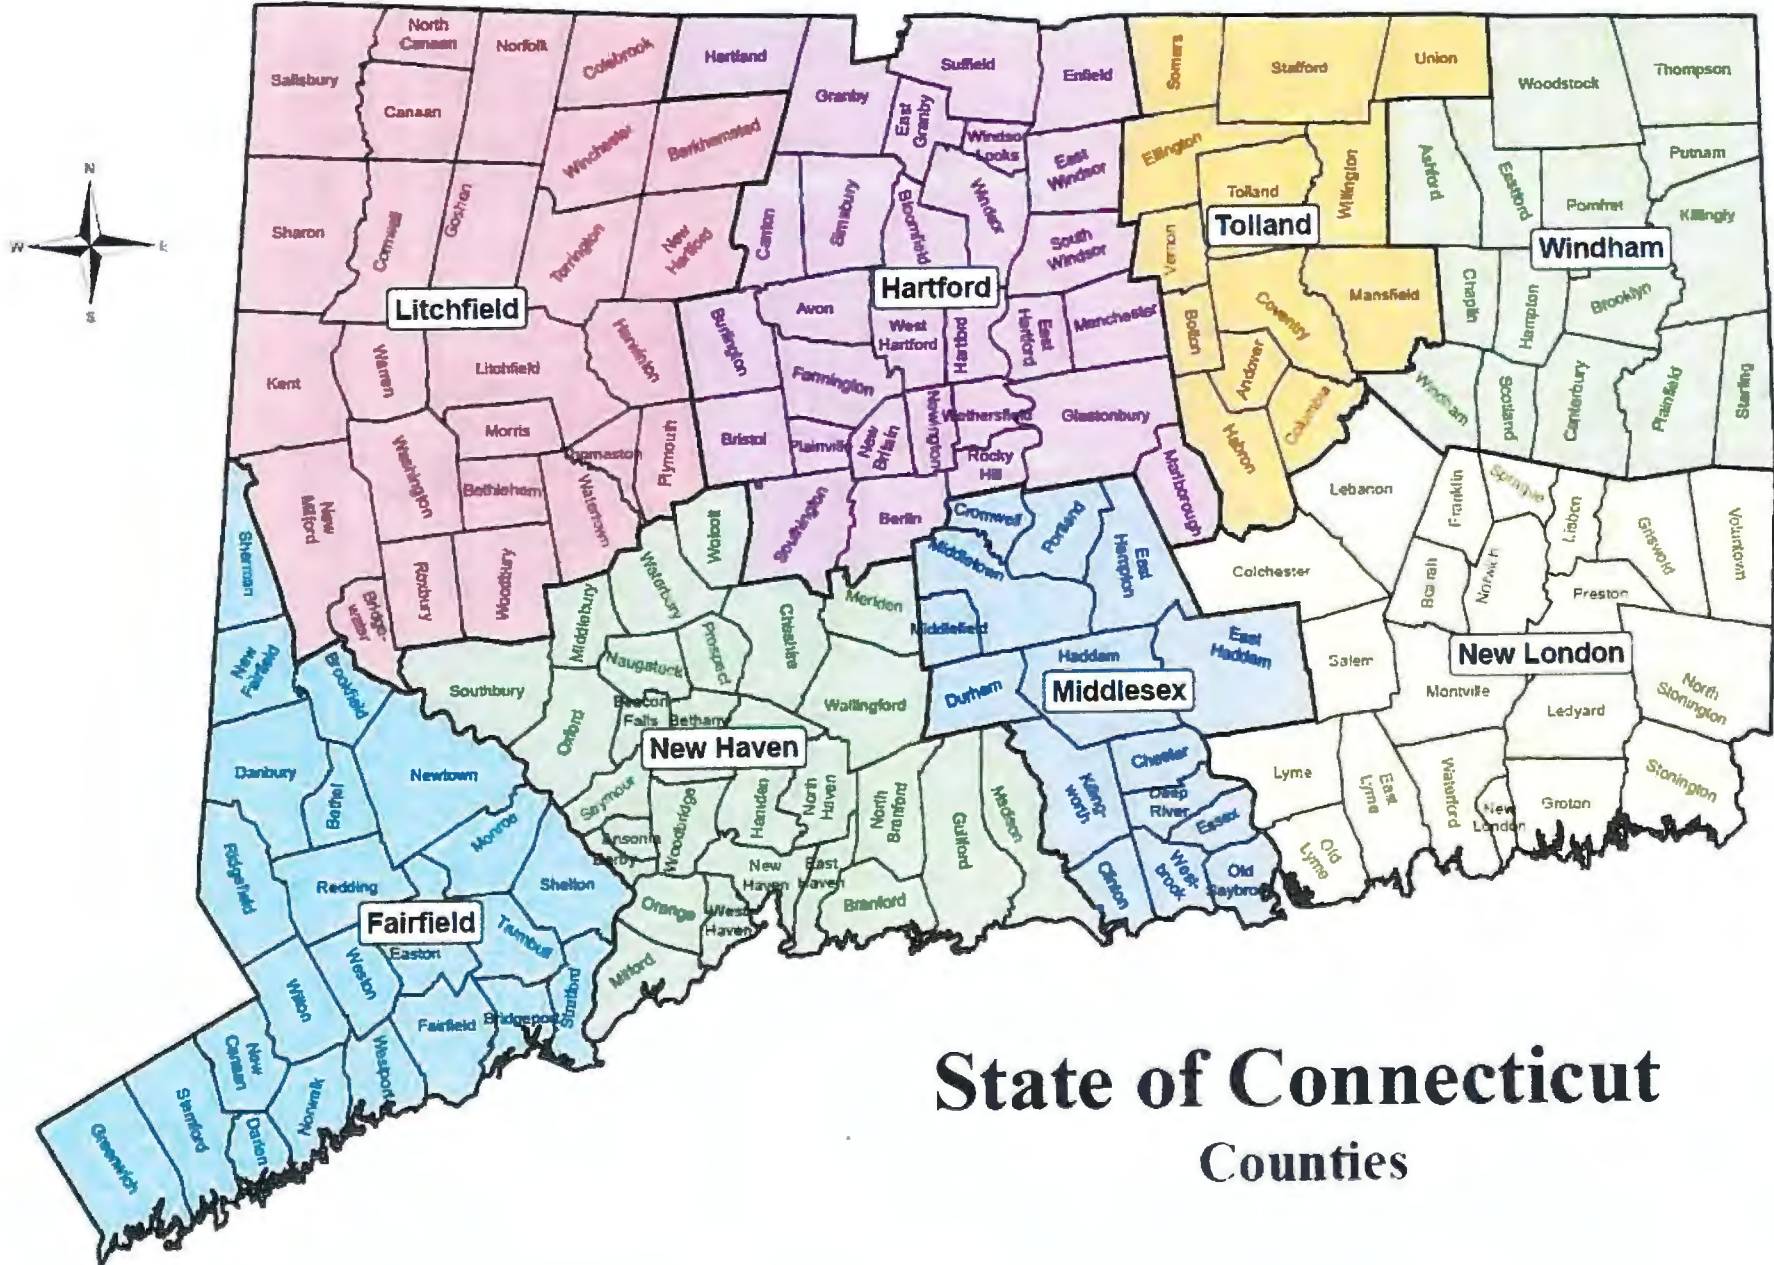 North
Canaan
Norfolk
Colebrook
Hartland
Suffield
Enfield
Somers
Stafford
Union
Woodstock
Thompson
Salisbury
Canaan
Granby
East
Granby
Winchester
Barkhamsted
Windsor
Locks
East
Windsor
Ellington
Tolland
Willington
Ashford
Eastford
Pomfret
Putnam
Killingly
N
W
E
S
Sharon
Cornwall
Goshen
Torrington
New
Hartford
Canton
Simsbury
Bloomfield
Windsor
South
Windsor
Vernon
Tolland
Windham
Litchfield
Hartford
Avon
Burlington
West
Hartford
Hartford
East
Hartford
Manchester
Bolton
Coventry
Mansfield
Chaplin
Hampton
Brooklyn
Kent
Warren
Litchfield
Harwinton
Farmington
Andover
Columbia
Windham
Scotland
Canterbury
Plainfield
Sterling
Morris
Washington
Bethlehem
Thomaston
Plymouth
Watertown
Bristol
Plainville
New
Britain
Newington
Wethersfield
Rocky
Hill
Glastonbury
Marlborough
Hebron
Lebanon
Franklin
Sprague
Lisbon
Griswold
Voluntown
New
Milford
Sherman
Bridge-
water
Roxbury
Woodbury
Wolcott
Southington
Berlin
Cromwell
Portland
East
Hampton
Middletown
Colchester
Bozrah
Norwich
Preston
Middlebury
Waterbury
Cheshire
Meriden
Middlefield
Naugatuck
Prospect
Haddam
East
Haddam
Salem
New London
Montville
Ledyard
North
Stonington
New
Fairfield
Brookfield
Southbury
Oxford
Beacon
Falls
Bethany
Wallingford
Durham
Middlesex
New Haven
Danbury
Bethel
Newtown
Seymour
Ansonia
Derby
Woodbridge
Hamden
North
Haven
North
Branford
Guilford
Madison
Killing-
worth
Chester
Deep
River
Essex
Lyme
East
Lyme
Waterford
New
London
Groton
Stonington
Ridgefield
Redding
Monroe
Shelton
Orange
New
Haven
West
Haven
East
Haven
Branford
Clinton
West-
brook
Old
Saybrook
Old
Lyme
Fairfield
Easton
Trumbull
Wilton
Weston
Milford
Fairfield
Bridgeport
Stratford
New
Canaan
Westport
Norwalk
Stamford
Darien
Greenwich
State of Connecticut
Counties